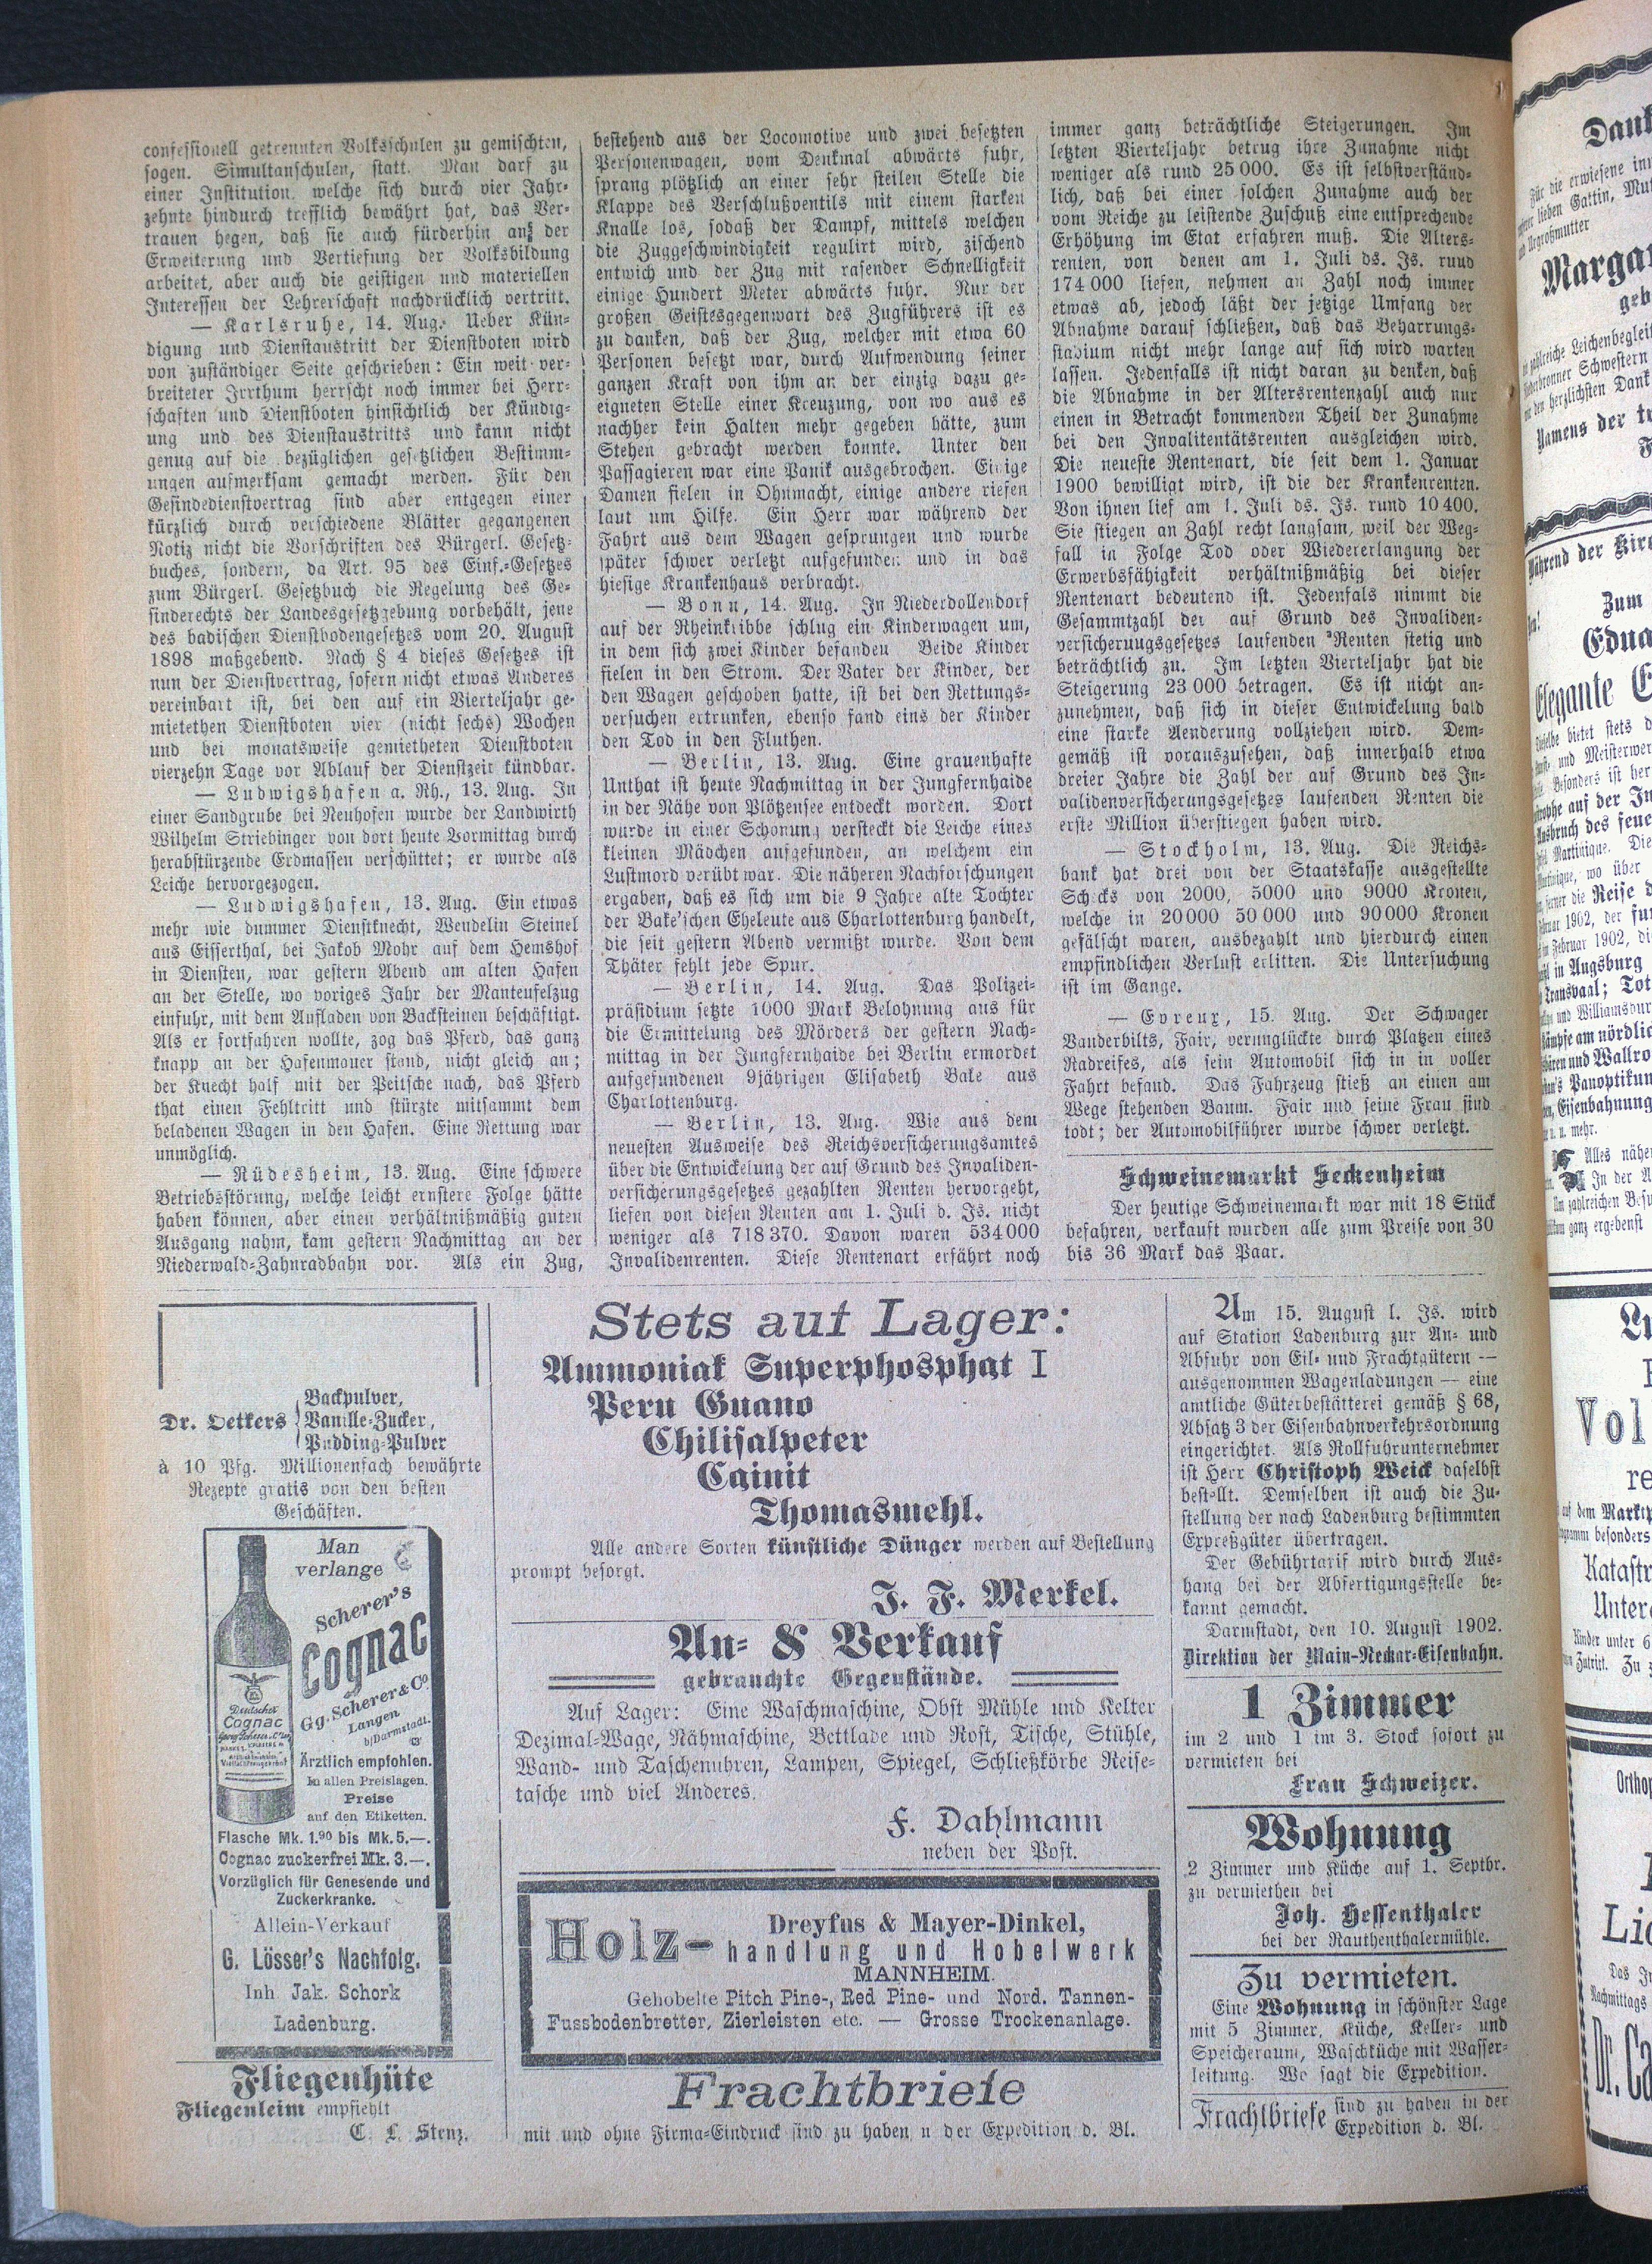 confessionell getrennten Volksschulen zu gemischten,
sogen. Simultanschulen, statt. Man darf zu
einer Institution, welche sich durch vier Jahr-
zehnte hindurch trefflich bewährt hat, das Ver-
trauen hegen, daß sie auch fürderhin an der
Erweiterung und Vertiefung der Volksbildung
arbeitet, aber auch die geistigen und materiellen
Interessen der Lehrerschaft nachdrücklich vertritt.
— Karlsruhe, 14. Aug. Ueber Kün-
digung und Dienstaustritt der Dienstboten wird
von zuständiger Seite geschrieben: Ein weit ver-
breiteter Irrthum herrscht noch immer bei Herr-
schaften und Dienstboten hinsichtlich der Kündig-
ung und des Dienstaustritts und kann nicht
genug auf die bezüglichen gesetzlichen Bestimm-
ungen aufmerksam gemacht werden. Für den
Gesindedienstvertrag sind aber entgegen einer
kürzlich durch verschiedene Blätter gegangenen
Notiz nicht die Vorschriften des Bürgerl. Gesetz-
buches, sondern, da Art. 95 des Einf.-Gesetzes
zum Bürgerl. Gesetzbuch die Regelung des Ge-
sinderechts der Landesgesetzgebung vorbehält, jene
des badischen Dienstbodengesetzes vom 20. August
1898 maßgebend. Nach § 4 dieses Gesetzes ist
nun der Dienstvertrag, sofern nicht etwas Anderes
vereinbart ist, bei den auf ein Vierteljahr ge-
mietethen Dienstboten vier (nicht sechs) Wochen
und bei monatsweise gemietheten Dienstboten
vierzehn Tage vor Ablauf der Dienstzeit kündbar.
— Ludwigshafen a. Rh., 13. Aug. In
einer Sandgrube bei Neuhofen wurde der Landwirth
Wilhelm Striebinger von dort heute Vormittag durch
herabstürzende Erdmassen verschüttet; er wurde als
Leiche hervorgezogen.
— Ludwigshafen, 13. Aug. Ein etwas
mehr wie dummer Dienstknecht, Wendelin Steinel
aus Eisserthal, bei Jakob Mohr auf dem Hemshof
in Diensten, war gestern Abend am alten Hafen
an der Stelle, wo voriges Jahr der Manteufelzug
einfuhr, mit dem Aufladen von Backsteinen beschäftigt.
Als er fortfahren wollte, zog das Pferd, das ganz
knapp an der Hafenmauer stand, nicht gleich an;
der Knecht half mit der Peitsche nach, das Pferd
that einen Fehltritt und stürzte mitsammt dem
beladenen Wagen in den Hafen. Eine Rettung war
unmöglich.
— Rüdesheim, 13. Aug. Eine schwere
Betriebsstörung, welche leicht ernstere Folge hätte
haben können, aber einen verhältnißmäßig guten
Ausgang nahm, kam gestern Nachmittag an der
Niederwald-Zahnradbahn vor. Als ein Zug,
bestehend aus der Locomotive und zwei besetzten
Personenwagen, vom Denkmal abwärts fuhr,
sprang plötzlich an einer sehr steilen Stelle die
Klappe des Verschlußventils mit einem starken
Knalle los, sodaß der Dampf, mittels welchen
die Zuggeschwindigkeit regulirt wird, zischend
entwich und der Zug mit rasender Schnelligkeit
einige Hundert Meter abwärts fuhr. Nur der
großen Geistesgegenwart des Zugführers ist es
zu danken, daß der Zug, welcher mit etwa 60
Personen besetzt war, durch Aufwendung seiner
ganzen Kraft von ihm an der einzig dazu ge-
eigneten Stelle einer Kreuzung, von wo aus es
nachher kein Halten mehr gegeben hätte, zum
Stehen gebracht werden konnte. Unter den
Passagieren war eine Panik ausgebrochen. Einige
Damen fielen in Ohnmacht, einige andere riefen
laut um Hilfe. Ein Herr war während der
Fahrt aus dem Wagen gesprungen und wurde
später schwer verletzt aufgefunden und in das
hiesige Krankenhaus verbracht.
— Bonn, 14. Aug. In Niederdollendorf
auf der Rheinkribbe schlug ein Kinderwagen um,
in dem sich zwei Kinder befanden Beide Kinder
fielen in den Strom. Der Vater der Kinder, der
den Wagen geschoben hatte, ist bei den Rettungs-
versuchen ertrunken, ebenso fand eins der Kinder
den Tod in den Fluthen.
— Berlin, 13. Aug. Eine grauenhafte
Unthat ist heute Nachmittag in der Jungfernhaide
in der Nähe von Plötzensee entdeckt worden. Dort
wurde in einer Schonung versteckt die Leiche eines
kleinen Mädchen aufgefunden, an welchem ein
Lustmord verübt war. Die näheren Nachforschungen
ergaben, daß es sich um die 9 Jahre alte Tochter
der Bake'schen Eheleute aus Charlottenburg handelt,
die seit gestern Abend vermißt wurde. Von dem
Thäter fehlt jede Spur.
— Berlin, 14. Aug. Das Polizei-
präsidium setzte 1000 Mark Belohnung aus für
die Ermittelung des Mörders der gestern Nach-
mittag in der Jungfernhaide bei Berlin ermordet
aufgefundenen 9jährigen Elisabeth Bake aus
Charlottenburg.
— Berlin, 13. Aug. Wie aus dem
neuesten Ausweise des Reichsversicherungsamtes
über die Entwickelung der auf Grund des Invaliden-
versicherungsgesetzes gezahlten Renten hervorgeht,
liefen von diesen Renten am 1. Juli d. Js. nicht
weniger als 718370. Davon waren 534000
Invalidenrenten. Diese Rentenart erfährt noch
immer ganz beträchtliche Steigerungen. Im
letzten Vierteljahr betrug ihre Zunahme nicht
weniger als rund 25000. Es ist selbstverständ-
lich, daß bei einer solchen Zunahme auch der
vom Reiche zu leistende Zuschuß eine entsprechende
Erhöhung im Etat erfahren muß. Die Alters-
renten, von denen am 1. Juli ds. Js. rund
174000 liefen, nehmen an Zahl noch immer
etwas ab, jedoch läßt der jetzige Umfang der
Abnahme darauf schließen, daß das Beharrungs-
stadium nicht mehr lange auf sich wird warten
lassen. Jedenfalls ist nicht daran zu denken, daß
die Abnahme in der Altersrentenzahl auch nur
einen in Betracht kommenden Theil der Zunahme
bei den Invalitentätsrenten ausgleichen wird.
Die neueste Rentenart, die seit dem 1. Januar
1900 bewilligt wird, ist die der Krankenrenten.
Von ihnen lief am 1. Juli ds. Js. rund 10400.
Sie stiegen an Zahl recht langsam, weil der Weg-
fall in Folge Tod oder Wiedererlangung der
Erwerbsfähigkeit verhältnißmäßig bei dieser
Rentenart bedeutend ist. Jedenfals nimmt die
Gesammtzahl der auf Grund des Invaliden-
versicheruugsgesetzes laufenden Renten stetig und
beträchtlich zu. Im letzten Vierteljahr hat die
Steigerung 23000 betragen. Es ist nicht an-
zunehmen, daß sich in dieser Entwickelung bald
eine starke Aenderung vollziehen wird. Dem-
gemäß ist vorauszusehen, daß innerhalb etwa
dreier Jahre die Zahl der auf Grund des In-
validenversicherungsgesetzes laufenden Renten die
erste Million überstiegen haben wird.
— Stockholm, 13. Aug. Die Reichs-
bank hat drei von der Staatskasse ausgestellte
Schcks von 2000, 5000 und 9000 Kronen,
welche in 20000 50000 und 90000 Kronen
gefälscht waren, ausbezahlt und hierdurch einen
empfindlichen Verlust erlitten. Die Untersuchung
ist im Gange.
— Evreux, 15. Aug. Der Schwager
Vanderbilts, Fair, verunglückte durch Platzen eines
Radreifes, als sein Automobil sich in in voller
Fahrt befand. Das Fahrzeug stieß an einen am
Wege stehenden Baum. Fair und seine Frau sind
todt; der Automobilführer wurde schwer verletzt.
Schweinemarkt Seckenheim
Der heutige Schweinemarkt war mit 18 Stück
befahren, verkauft wurden alle zum Preise von 30
bis 36 Mark das Paar.
Dr. Oetkers
Backpulver,
Vanille-Zucker,
Pudding-Pulver
à 10 Pfg. Millionenfach bewährte
Rezepte gratis von den besten
Geschäften.
Man
verlange
Scherer's
Cognac
Gg. Scherer & Co
Langen
b/Darmstadt.
Deutscher
Cognac
Ärztlich empfohlen.
In allen Preislagen.
Preise
auf den Etiketten.
Flasche Mk. 1.90 bis Mk. 5.—.
Cognac zuckerfrei Mk. 3.—.
Vorzüglich für Genesende und
Zuckerkranke.
Allein-Verkauf
G. Lösser's Nachfolg.
Inh. Jak. Schork
Ladenburg.
Fliegenhüte
Fliegenleim empfiehlt
C. L. Stenz.
Stets auf Lager:
Ammoniak Superphosphat I
Peru Guano
Chilisalpeter
Cainit
Thomasmehl.
Alle andere Sorten künstliche Dünger werden auf Bestellung
prompt besorgt.
J. F. Merkel.
An- & Verkauf
gebrauchte Gegenstände.
Auf Lager: Eine Waschmaschine, Obst Mühle und Kelter
Dezimal-Wage, Nähmaschine, Bettlade und Rost, Tische, Stühle,
Wand- und Taschenuhren, Lampen, Spiegel, Schließkörbe Reise-
tasche und viel Anderes.
F. Dahlmann
neben der Post.
Dreyfus & Mayer-Dinkel,
Holz-handlung und Hobelwerk
MANNHEIM.
Gehobelte Pitch Pine-, Red Pine- und Nord. Tannen-
Fussbodenbretter, Zierleisten etc. — Grosse Trockenanlage.
Frachtbriefe
mit und ohne Firma-Eindruck sind zu haben n der Expedition d. Bl.
Am 15. August l. Js. wird
auf Station Ladenburg zur An- und
Abfuhr von Eil- und Frachtgütern —
ausgenommen Wagenladungen — eine
amtliche Güterbestätterei gemäß § 68,
Absatz 3 der Eisenbahnverkehrsordnung
eingerichtet. Als Rollfuhrunternehmer
ist Herr Christoph Weick daselbst
bestellt. Demselben ist auch die Zu-
stellung der nach Ladenburg bestimmten
Expreßgüter übertragen.
Der Gebührtarif wird durch Aus-
hang bei der Abfertigungsstelle be-
kannt gemacht.
Darmstadt, den 10. August 1902.
Direktion der Main-Neckar-Eisenbahn.
1 Zimmer
im 2 und 1 im 3. Stock sofort zu
vermieten bei
Frau Schweizer.
Wohnung
2 Zimmer und Küche auf 1. Septbr.
zu vermiethen bei
Joh. Hessenthaler
bei der Rauthenthalermühle.
Zu vermieten.
Eine Wohnung in schönster Lage
mit 5 Zimmer, Küche, Keller- und
Speicheraum, Waschküche mit Wasser-
leitung. Wo sagt die Expedition.
Frachtbriefe sind zu haben in der
Expedition d. Bl.